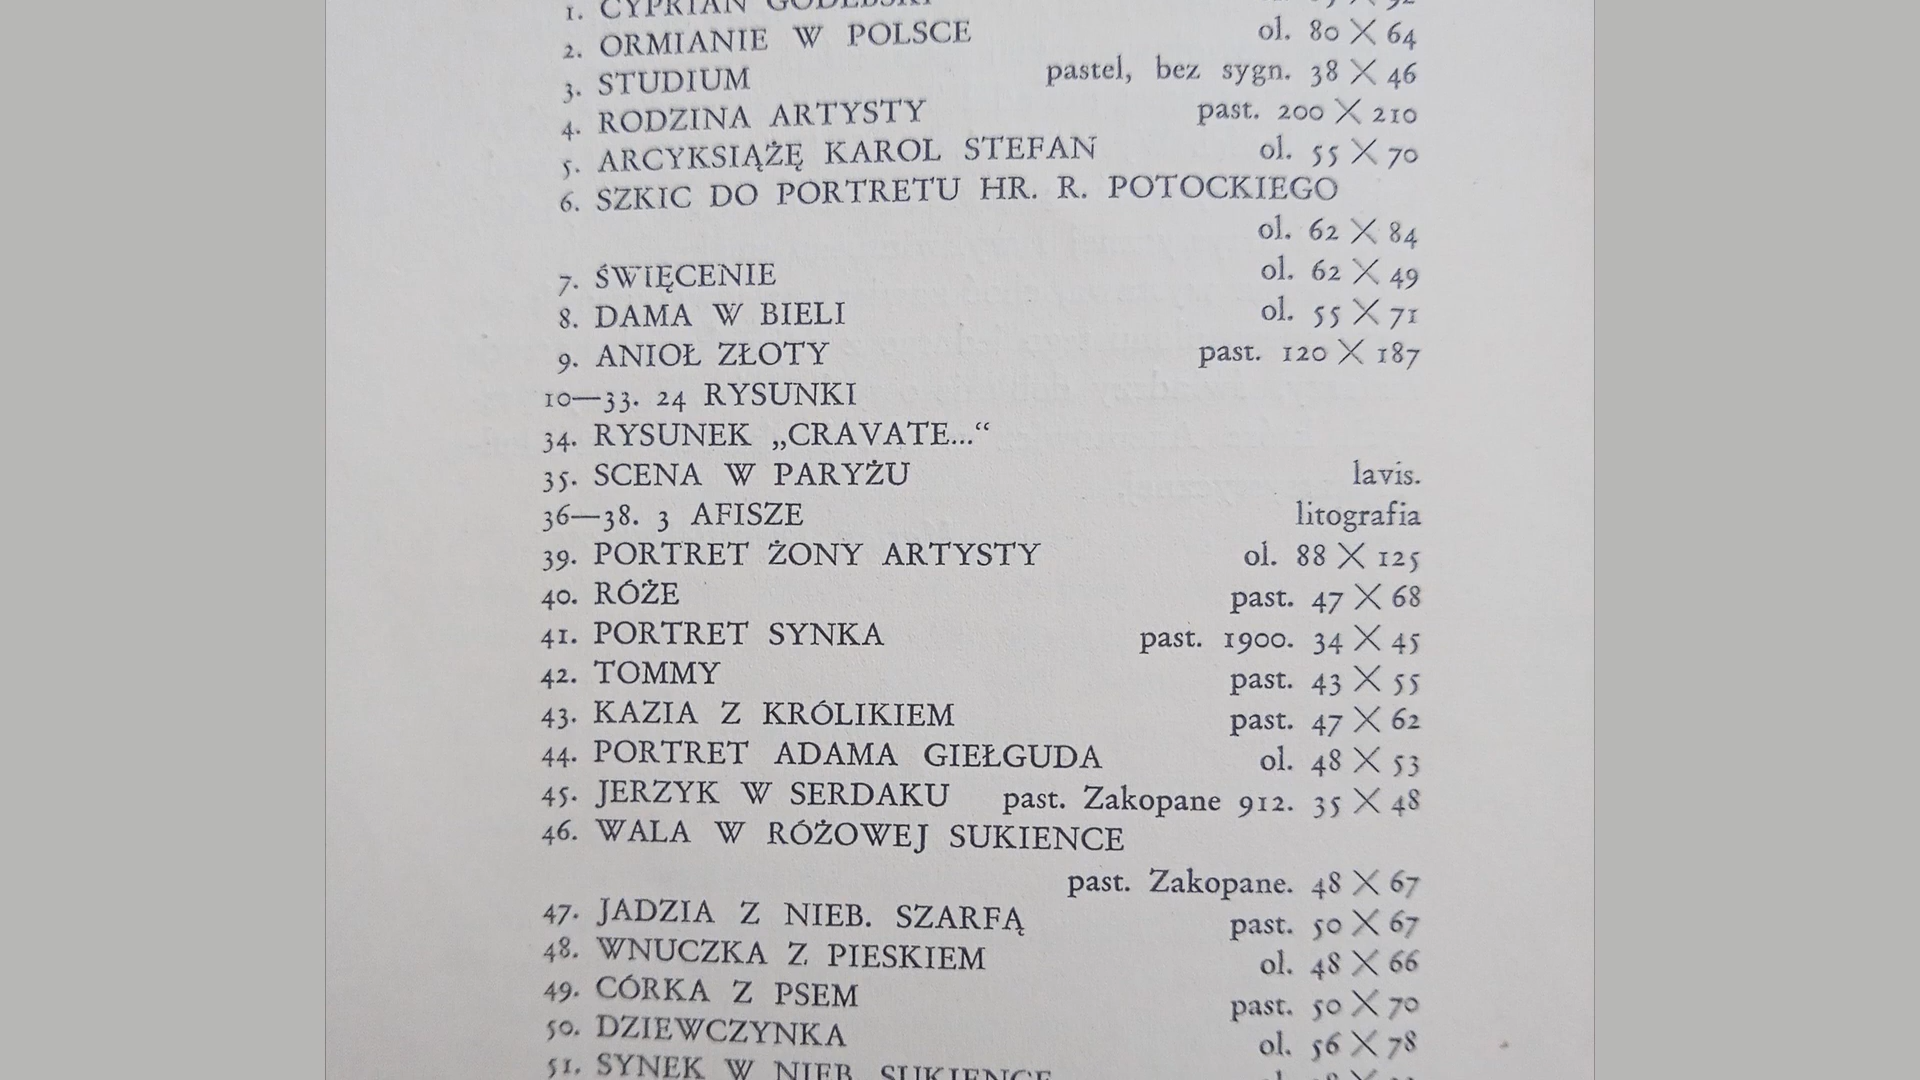 1. CYPRIAN GODEBSKI
2. ORMIANIE W POLSCE ol. 80 × 64
3. STUDIUM pastel, bez sygn. 38 × 46
4. RODZINA ARTYSTY past. 200 × 210
5. ARCYKSIĄŻĘ KAROL STEFAN ol. 55 × 70
6. SZKIC DO PORTRETU HR. R. POTOCKIEGO
ol. 62 × 84
7. ŚWIĘCENIE ol. 62 × 49
8. DAMA W BIELI ol. 55 × 71
9. ANIOŁ ZŁOTY past. 120 × 187
10—33. 24 RYSUNKI
34. RYSUNEK „CRAVATE...“
35. SCENA W PARYŻU lavis.
36—38. 3 AFISZE litografia
39. PORTRET ŻONY ARTYSTY ol. 88 × 125
40. RÓŻE past. 47 × 68
41. PORTRET SYNKA past. 1900. 34 × 45
42. TOMMY past. 43 × 55
43. KAZIA Z KRÓLIKIEM past. 47 × 62
44. PORTRET ADAMA GIEŁGUDA ol. 48 × 53
45. JERZYK W SERDAKU past. Zakopane 912. 35 × 48
46. WALA W RÓŻOWEJ SUKIENCE
past. Zakopane. 48 × 67
47. JADZIA Z NIEB. SZARFĄ past. 50 × 67
48. WNUCZKA Z PIESKIEM ol. 48 × 66
49. CÓRKA Z PSEM past. 50 × 70
50. DZIEWCZYNKA ol. 56 × 78
51. SYNEK W NIEB. SUKIENCE